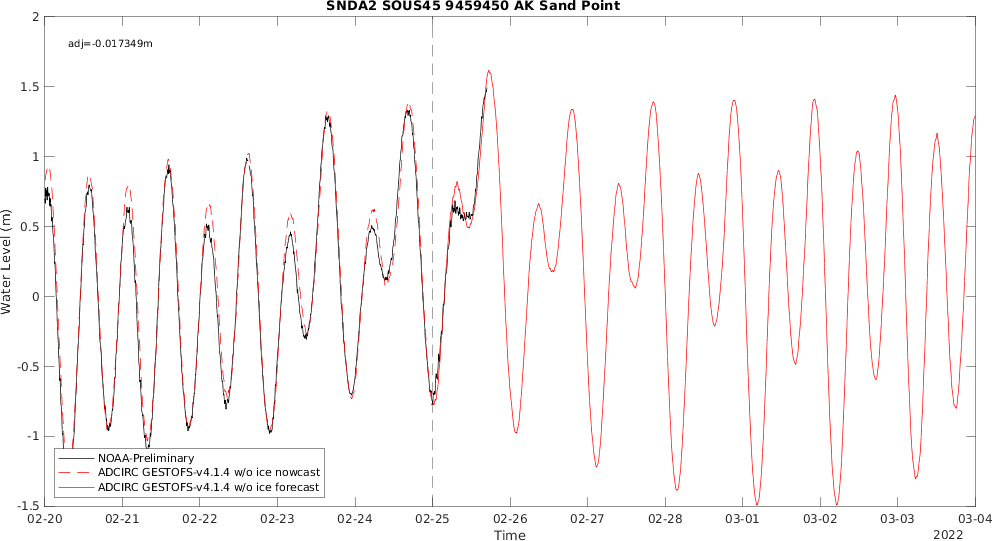 SNDA2 SOUS45 9459450 AK Sand Point
adj=-0.017349m
Water Level (m)
2
1.5
1
0.5
0
-0.5
-1
-1.5
NOAA-Preliminary
ADCIRC GESTOFS-v4.1.4 w/o ice nowcast
ADCIRC GESTOFS-v4.1.4 w/o ice forecast
02-20 02-21 02-22 02-23 02-24 02-25 02-26 02-27 02-28 03-01 03-02 03-03 03-04
Time
2022